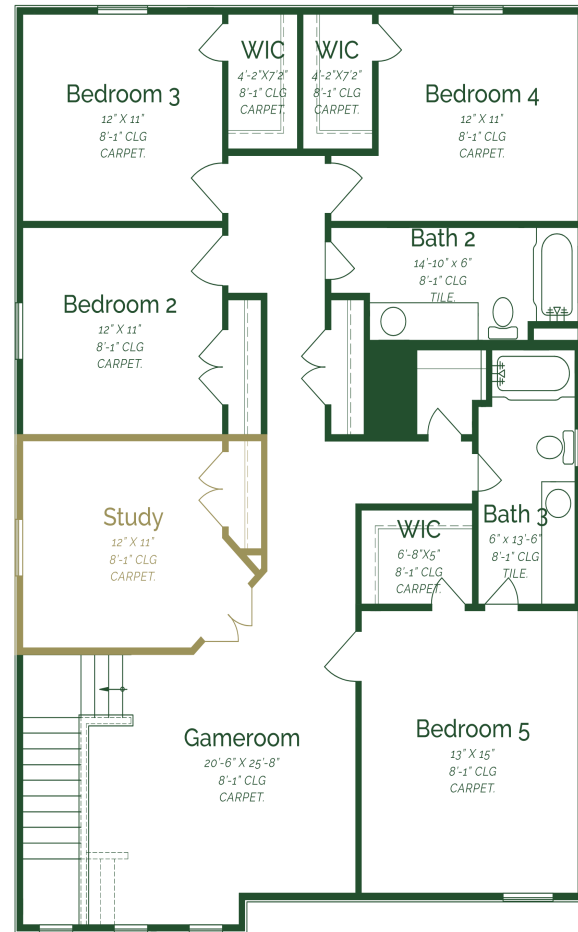 Bedroom 3
12" X 11"
8'-1" CLG
CARPET.
WIC
4'-2"X7'2"
8'-1" CLG
CARPET.
WIC
4'-2"X7'2"
8'-1" CLG
CARPET.
Bedroom 4
12" X 11"
8'-1" CLG
CARPET.
Bath 2
14'-10" x 6"
8'-1" CLG
TILE.
Bedroom 2
12" X 11"
8'-1" CLG
CARPET.
Study
12" X 11"
8'-1" CLG
CARPET.
WIC
6'-8"X5"
8'-1" CLG
CARPET.
Bath 3
6" x 13'-6"
8'-1" CLG
TILE.
Gameroom
20'-6" X 25'-8"
8'-1" CLG
CARPET.
Bedroom 5
13" X 15"
8'-1" CLG
CARPET.